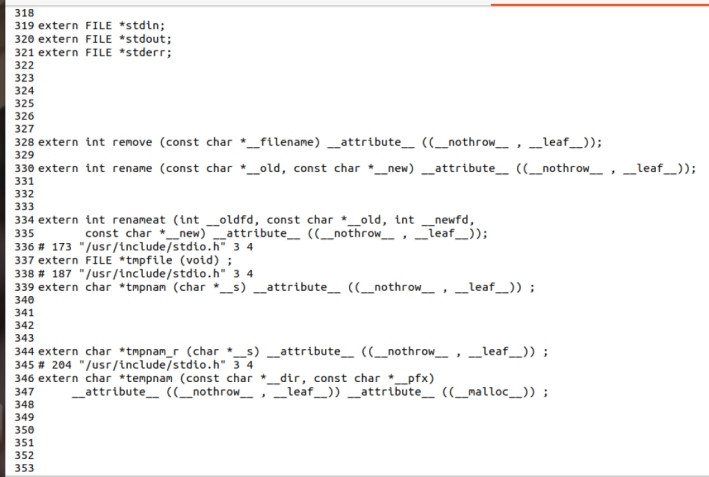 318
319 extern FILE *stdin;
320 extern FILE *stdout;
321 extern FILE *stderr;
322
323
324
325
326
327
328 extern int remove (const char *__filename) __attribute__ ((__nothrow__ , __leaf__));
329
330 extern int rename (const char *__old, const char *__new) __attribute__ ((__nothrow__ , __leaf__));
331
332
333
334 extern int renameat (int __oldfd, const char *__old, int __newfd,
335       const char *__new) __attribute__ ((__nothrow__ , __leaf__));
336 # 173 "/usr/include/stdio.h" 3 4
337 extern FILE *tmpfile (void) ;
338 # 187 "/usr/include/stdio.h" 3 4
339 extern char *tmpnam (char *__s) __attribute__ ((__nothrow__ , __leaf__)) ;
340
341
342
343
344 extern char *tmpnam_r (char *__s) __attribute__ ((__nothrow__ , __leaf__)) ;
345 # 204 "/usr/include/stdio.h" 3 4
346 extern char *tempnam (const char *__dir, const char *__pfx)
347     __attribute__ ((__nothrow__ , __leaf__)) __attribute__ ((__malloc__)) ;
348
349
350
351
352
353